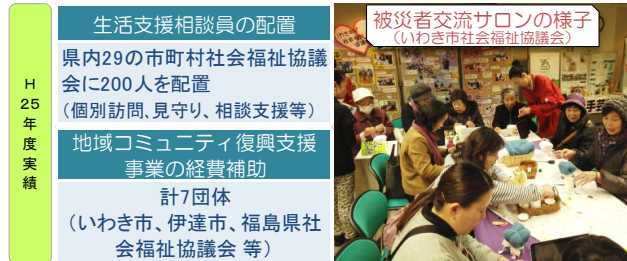 H
25
年
度
実
績
生活支援相談員の配置
県内29の市町村社会福祉協議
会に200人を配置
（個別訪問、見守り、相談支援等）
地域コミュニティ復興支援
事業の経費補助
計7団体
（いわき市、伊達市、福島県社
会福祉協議会 等）
被災者交流サロンの様子
（いわき市社会福祉協議会）